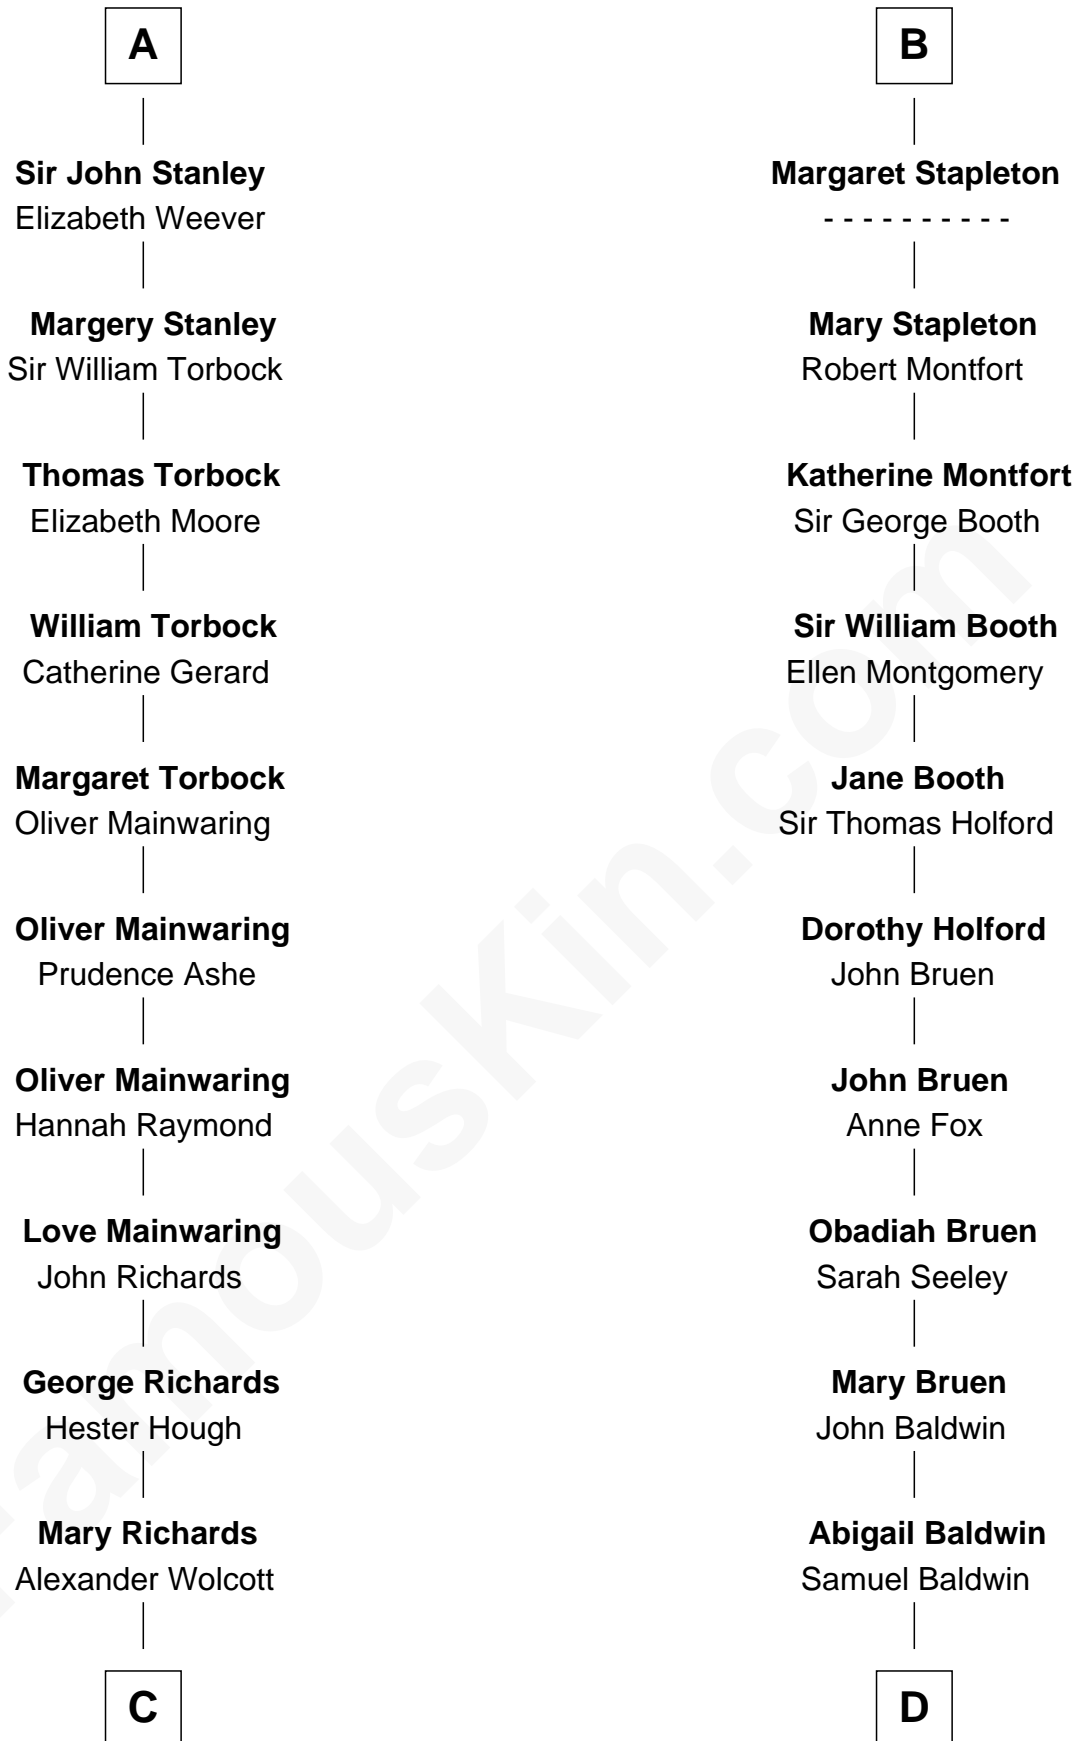 A
Sir John Stanley
Elizabeth Weever
Margery Stanley
Sir William Torbock
Thomas Torbock
Elizabeth Moore
William Torbock
Catherine Gerard
Margaret Torbock
Oliver Mainwaring
Oliver Mainwaring
Prudence Ashe
Oliver Mainwaring
Hannah Raymond
Love Mainwaring
John Richards
George Richards
Hester Hough
Mary Richards
Alexander Wolcott
C
B
Margaret Stapleton
- - - - - - - - - -
Mary Stapleton
Robert Montfort
Katherine Montfort
Sir George Booth
Sir William Booth
Ellen Montgomery
Jane Booth
Sir Thomas Holford
Dorothy Holford
John Bruen
John Bruen
Anne Fox
Obadiah Bruen
Sarah Seeley
Mary Bruen
John Baldwin
Abigail Baldwin
Samuel Baldwin
D
FamousKin.com